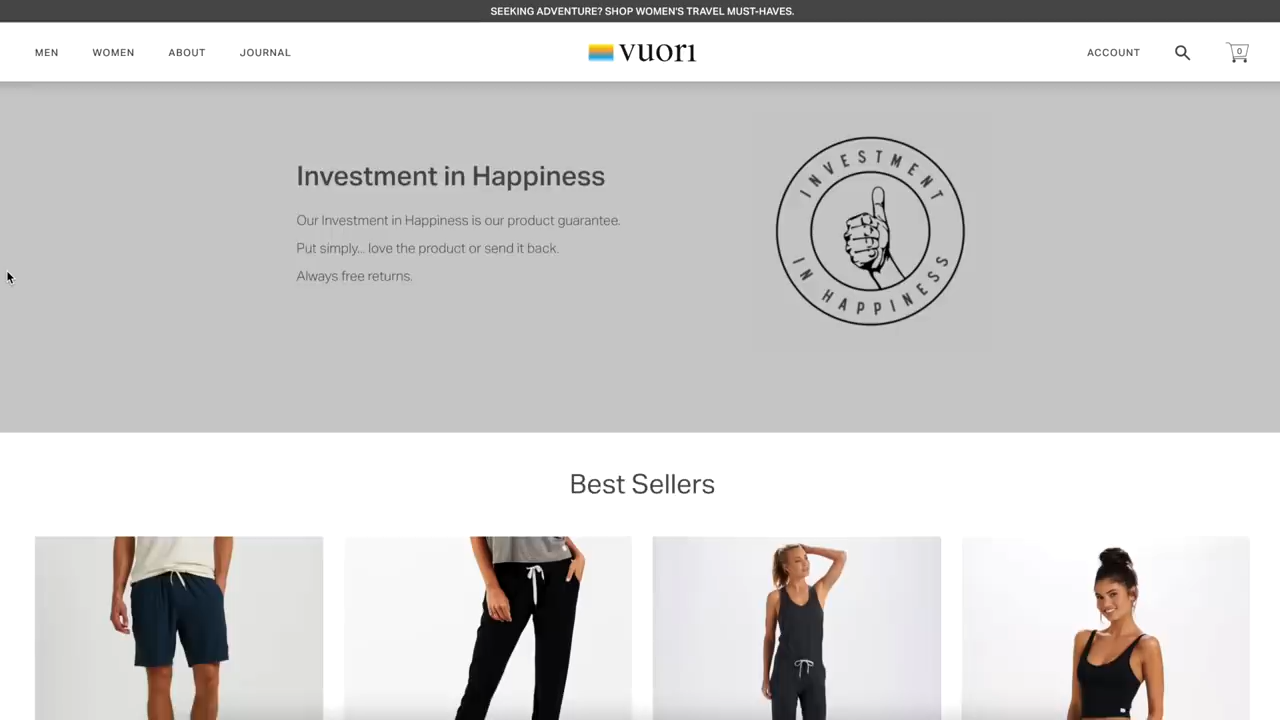 SEEKING ADVENTURE? SHOP WOMEN'S TRAVEL MUST-HAVES.
MEN WOMEN ABOUT JOURNAL vuori ACCOUNT 0
Investment in Happiness
Our Investment in Happiness is our product guarantee.
Put simply... love the product or send it back.
Always free returns.
INVESTMENT
IN HAPPINESS
Best Sellers